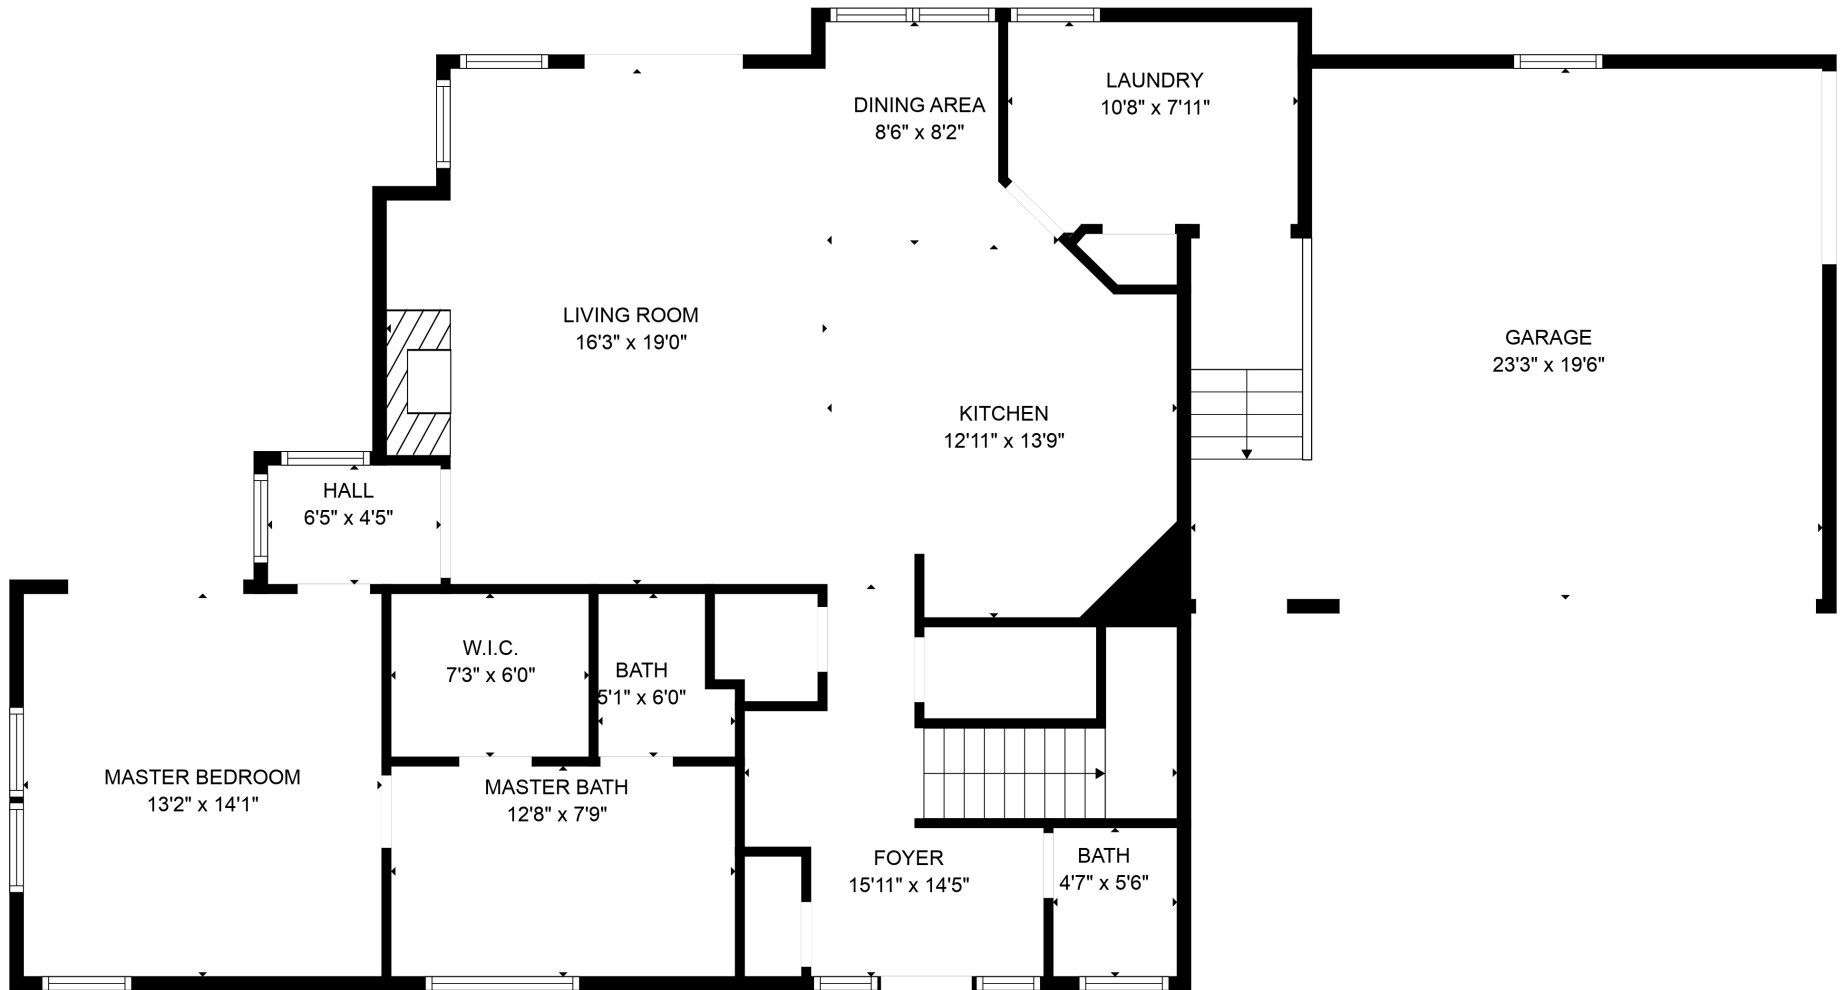 LAUNDRY
10'8" x 7'11"
DINING AREA
8'6" x 8'2"
LIVING ROOM
16'3" x 19'0"
GARAGE
23'3" x 19'6"
KITCHEN
12'11" x 13'9"
HALL
6'5" x 4'5"
W.I.C.
7'3" x 6'0"
BATH
5'1" x 6'0"
MASTER BEDROOM
13'2" x 14'1"
MASTER BATH
12'8" x 7'9"
FOYER
15'11" x 14'5"
BATH
4'7" x 5'6"